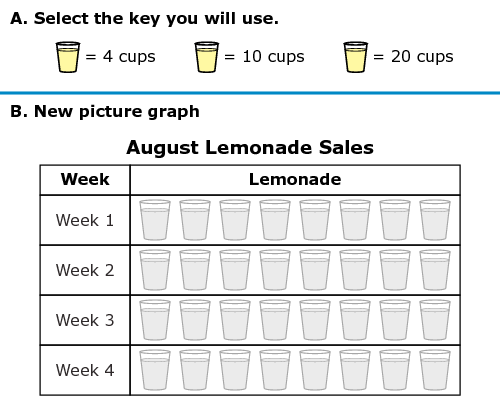 A. Select the key you will use.
= 4 cups = 10 cups = 20 cups
B. New picture graph
August Lemonade Sales
Week Lemonade
Week 1
Week 2
Week 3
Week 4